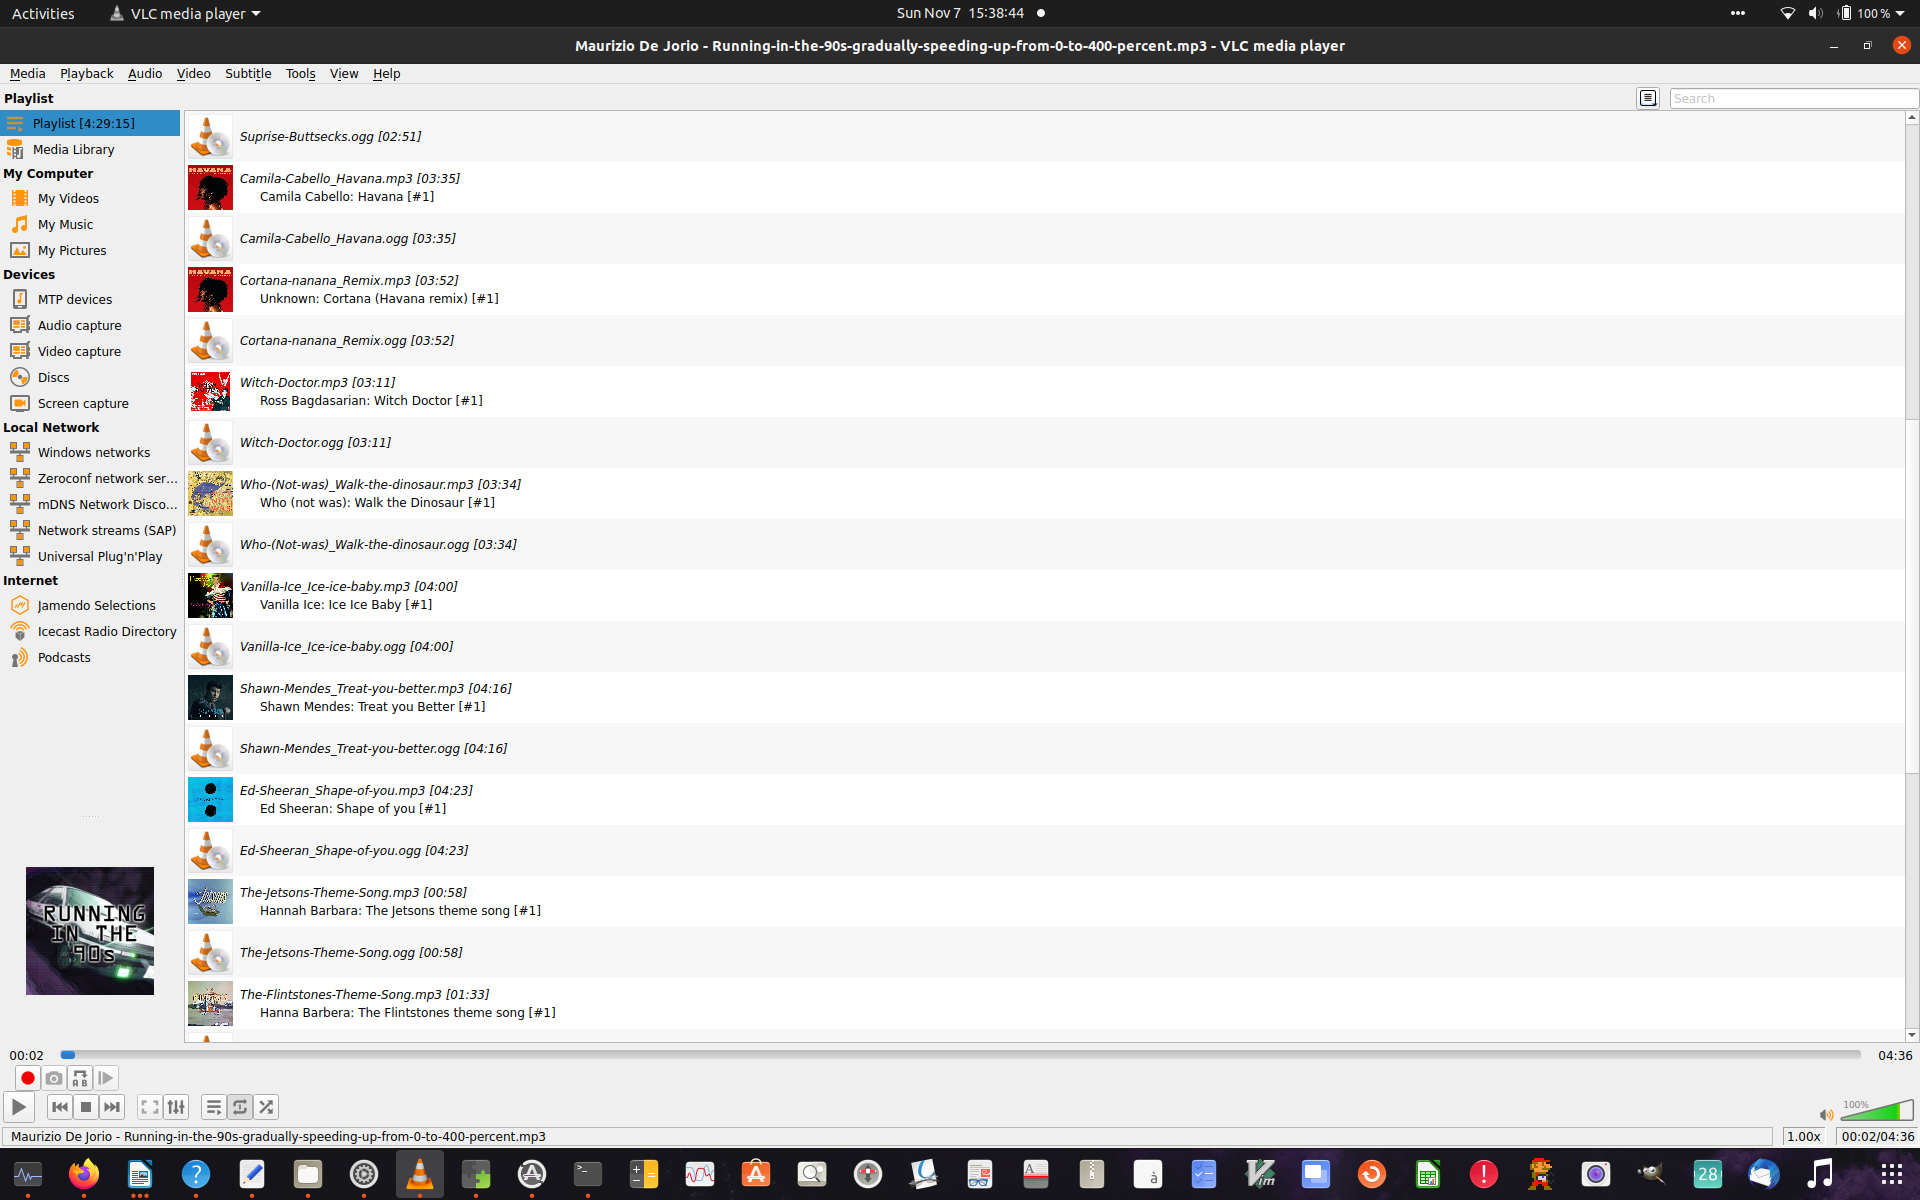 Activities
VLC media player
Sun Nov 7 15:38:44
100 %
Maurizio De Jorio - Running-in-the-90s-gradually-speeding-up-from-0-to-400-percent.mp3 - VLC media player
Media Playback Audio Video Subtitle Tools View Help
Playlist
Search
Playlist [4:29:15]
Media Library
My Computer
My Videos
My Music
My Pictures
Devices
MTP devices
Audio capture
Video capture
Discs
Screen capture
Local Network
Windows networks
Zeroconf network ser...
mDNS Network Disco...
Network streams (SAP)
Universal Plug'n'Play
Internet
Jamendo Selections
Icecast Radio Directory
Podcasts
RUNNING
IN THE
90s
Suprise-Buttsecks.ogg [02:51]
HAVANA
Camila-Cabello_Havana.mp3 [03:35]
Camila Cabello: Havana [#1]
Camila-Cabello_Havana.ogg [03:35]
HAVANA
Cortana-nanana_Remix.mp3 [03:52]
Unknown: Cortana (Havana remix) [#1]
Cortana-nanana_Remix.ogg [03:52]
Witch-Doctor.mp3 [03:11]
Ross Bagdasarian: Witch Doctor [#1]
Witch-Doctor.ogg [03:11]
Who-(Not-was)_Walk-the-dinosaur.mp3 [03:34]
Who (not was): Walk the Dinosaur [#1]
Who-(Not-was)_Walk-the-dinosaur.ogg [03:34]
Vanilla-Ice_Ice-ice-baby.mp3 [04:00]
Vanilla Ice: Ice Ice Baby [#1]
Vanilla-Ice_Ice-ice-baby.ogg [04:00]
Shawn-Mendes_Treat-you-better.mp3 [04:16]
Shawn Mendes: Treat you Better [#1]
Shawn-Mendes_Treat-you-better.ogg [04:16]
Ed-Sheeran_Shape-of-you.mp3 [04:23]
Ed Sheeran: Shape of you [#1]
Ed-Sheeran_Shape-of-you.ogg [04:23]
Jetsons
The-Jetsons-Theme-Song.mp3 [00:58]
Hannah Barbara: The Jetsons theme song [#1]
The-Jetsons-Theme-Song.ogg [00:58]
The-Flintstones-Theme-Song.mp3 [01:33]
Hanna Barbera: The Flintstones theme song [#1]
00:02
04:36
A B
100%
Maurizio De Jorio - Running-in-the-90s-gradually-speeding-up-from-0-to-400-percent.mp3
1.00x
00:02/04:36
?
>_
A
à
Vim
28